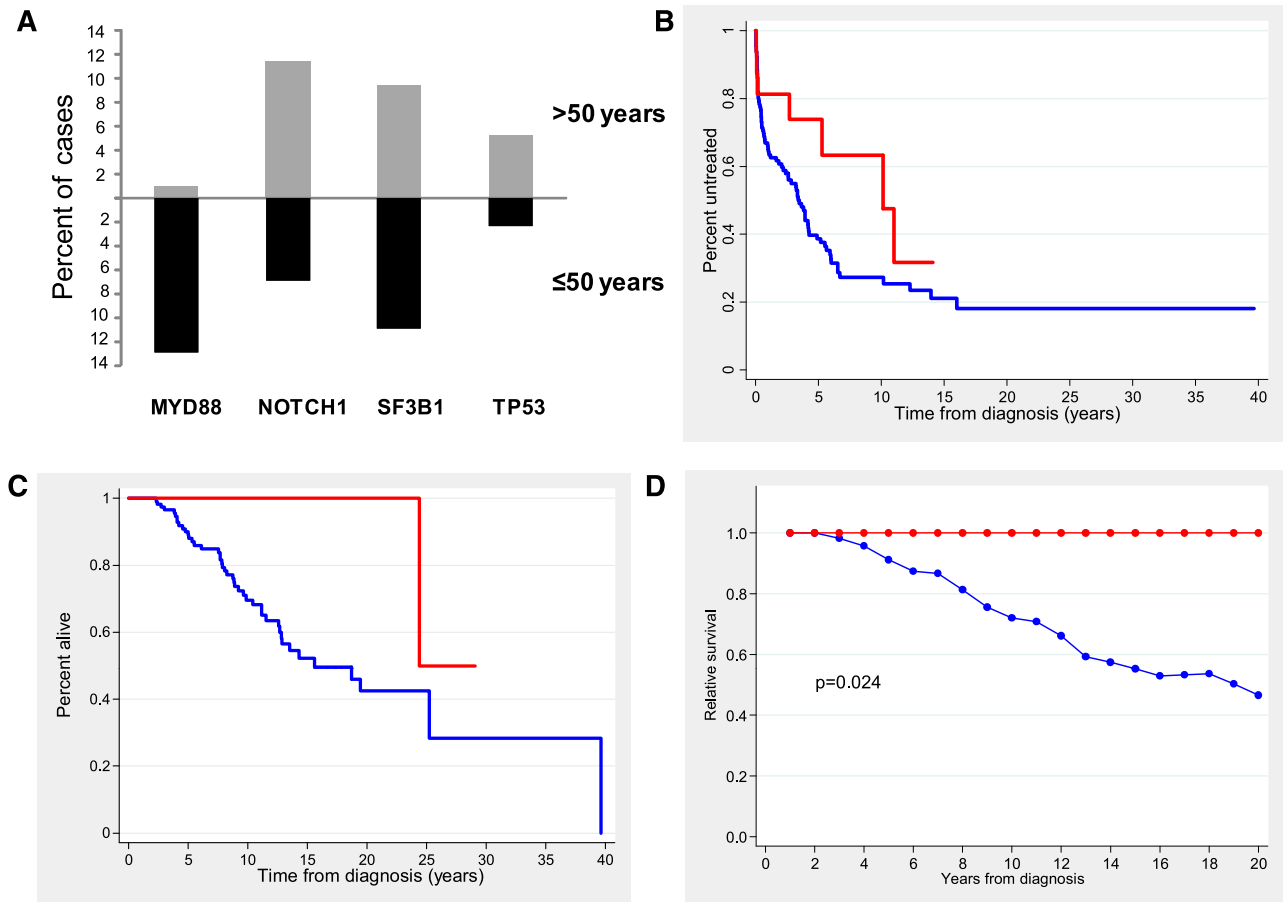 A
Percent of cases
14
12
10
8
6
4
2
2
4
6
8
10
12
14
>50 years
≤50 years
MYD88 NOTCH1 SF3B1 TP53
B
Percent untreated
1
0.8
0.6
0.4
0.2
0
0 5 10 15 20 25 30 35 40
Time from diagnosis (years)
C
Percent alive
1
0.8
0.6
0.4
0.2
0
0 5 10 15 20 25 30 35 40
Time from diagnosis (years)
D
Relative survival
1.0
0.8
0.6
0.4
0.2
0.0
p=0.024
0 2 4 6 8 10 12 14 16 18 20
Years from diagnosis